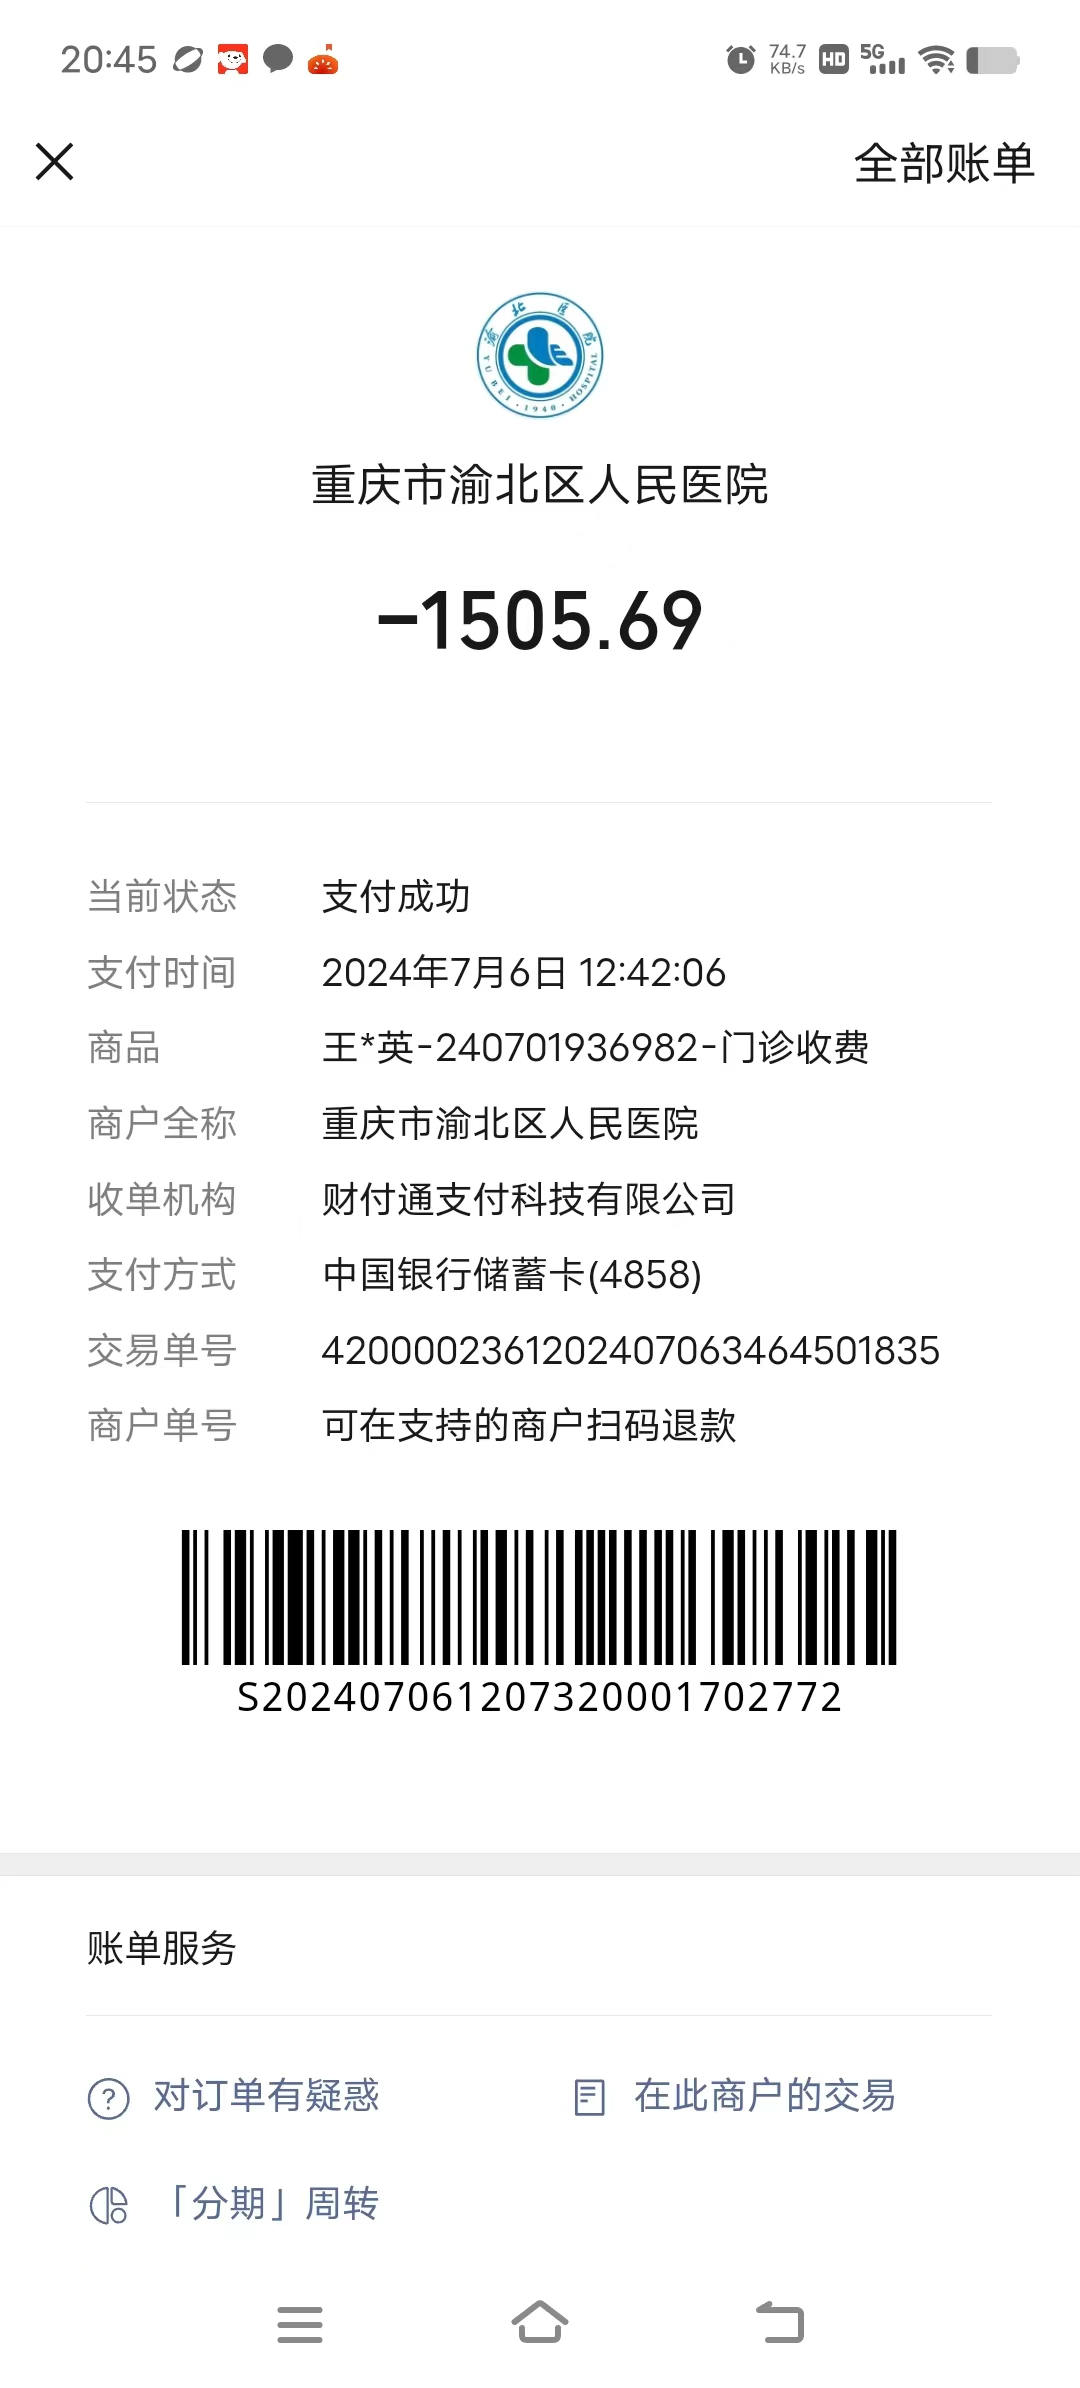 20:45 74.7 KB/s HD 5G
全部账单
渝北医院
YU BEI · 1940 · HOSPITAL
重庆市渝北区人民医院
-1505.69
当前状态 支付成功
支付时间 2024年7月6日 12:42:06
商品 王*英-240701936982-门诊收费
商户全称 重庆市渝北区人民医院
收单机构 财付通支付科技有限公司
支付方式 中国银行储蓄卡(4858)
交易单号 4200002361202407063464501835
商户单号 可在支持的商户扫码退款
S202407061207320001702772
账单服务
对订单有疑惑 在此商户的交易
「分期」周转